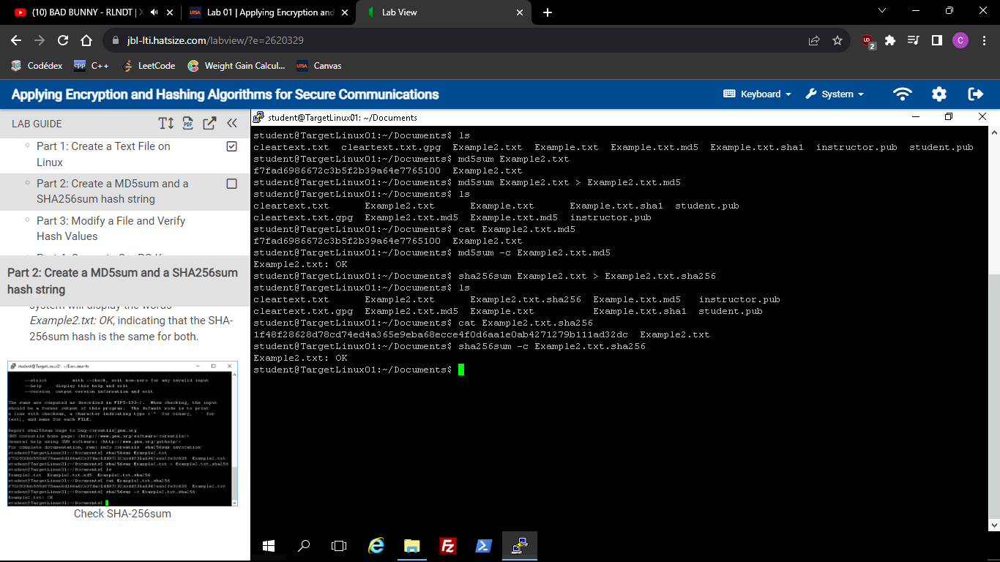 (10) BAD BUNNY - RLNDT | X
Lab 01 | Applying Encryption and
Lab View
jbl-lti.hatsize.com/labview/?e=2620329
2
C
Codédex
cpp
C++
LeetCode
Weight Gain Calcul...
UTSA
Canvas
Applying Encryption and Hashing Algorithms for Secure Communications
Keyboard
System
LAB GUIDE
PDF
Part 1: Create a Text File on
Linux
Part 2: Create a MD5sum and a
SHA256sum hash string
Part 3: Modify a File and Verify
Hash Values
Part 2: Create a MD5sum and a SHA256sum
hash string
system will display the words
Example2.txt: OK, indicating that the SHA-
256sum hash is the same for both.
student@TargetLinux01: ~/Documents
--strict with --check, exit non-zero for any invalid input
--help display this help and exit
--version output version information and exit
The sums are computed as described in FIPS-180-2. When checking, the input
should be a former output of this program. The default mode is to print
a line with checksum, a character indicating type ('*' for binary, ' ' for
text), and name for each FILE.
Report sha256sum bugs to bug-coreutils@gnu.org
GNU coreutils home page: <http://www.gnu.org/software/coreutils/>
General help using GNU software: <http://www.gnu.org/gethelp/>
For complete documentation, run: info coreutils 'sha256sum invocation'
student@TargetLinux01:~/Documents$ sha256sum Example2.txt
Example2.txt
student@TargetLinux01:~/Documents$ sha256sum Example2.txt > Example2.txt.sha256
student@TargetLinux01:~/Documents$ ls
Example2.txt Example2.txt.md5 Example2.txt.sha256
student@TargetLinux01:~/Documents$ cat Example2.txt.sha256
Example2.txt
student@TargetLinux01:~/Documents$ sha256sum -c Example2.txt.sha256
Example2.txt: OK
student@TargetLinux01:~/Documents$
Check SHA-256sum
student@TargetLinux01: ~/Documents
student@TargetLinux01:~/Documents$ ls
cleartext.txt cleartext.txt.gpg Example2.txt Example.txt Example.txt.md5 Example.txt.sha1 instructor.pub student.pub
student@TargetLinux01:~/Documents$ md5sum Example2.txt
f7fad6986672c3b5f2b39a64e7765100 Example2.txt
student@TargetLinux01:~/Documents$ md5sum Example2.txt > Example2.txt.md5
student@TargetLinux01:~/Documents$ ls
cleartext.txt Example2.txt Example.txt Example.txt.sha1 student.pub
cleartext.txt.gpg Example2.txt.md5 Example.txt.md5 instructor.pub
student@TargetLinux01:~/Documents$ cat Example2.txt.md5
f7fad6986672c3b5f2b39a64e7765100 Example2.txt
student@TargetLinux01:~/Documents$ md5sum -c Example2.txt.md5
Example2.txt: OK
student@TargetLinux01:~/Documents$ sha256sum Example2.txt > Example2.txt.sha256
student@TargetLinux01:~/Documents$ ls
cleartext.txt Example2.txt Example2.txt.sha256 Example.txt.md5 instructor.pub
cleartext.txt.gpg Example2.txt.md5 Example.txt Example.txt.sha1 student.pub
student@TargetLinux01:~/Documents$ cat Example2.txt.sha256
1f48f28628d78cd74ed4a365e9eba68ecce4f0d6aa1e0ab4271279b111ad32dc Example2.txt
student@TargetLinux01:~/Documents$ sha256sum -c Example2.txt.sha256
Example2.txt: OK
student@TargetLinux01:~/Documents$